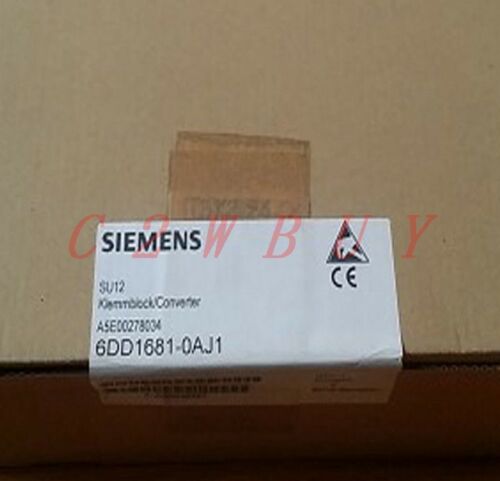 C2WBUY
SIEMENS
SU12
Klemmblock/Converter
A5E00278034
6DD1681-0AJ1
CE